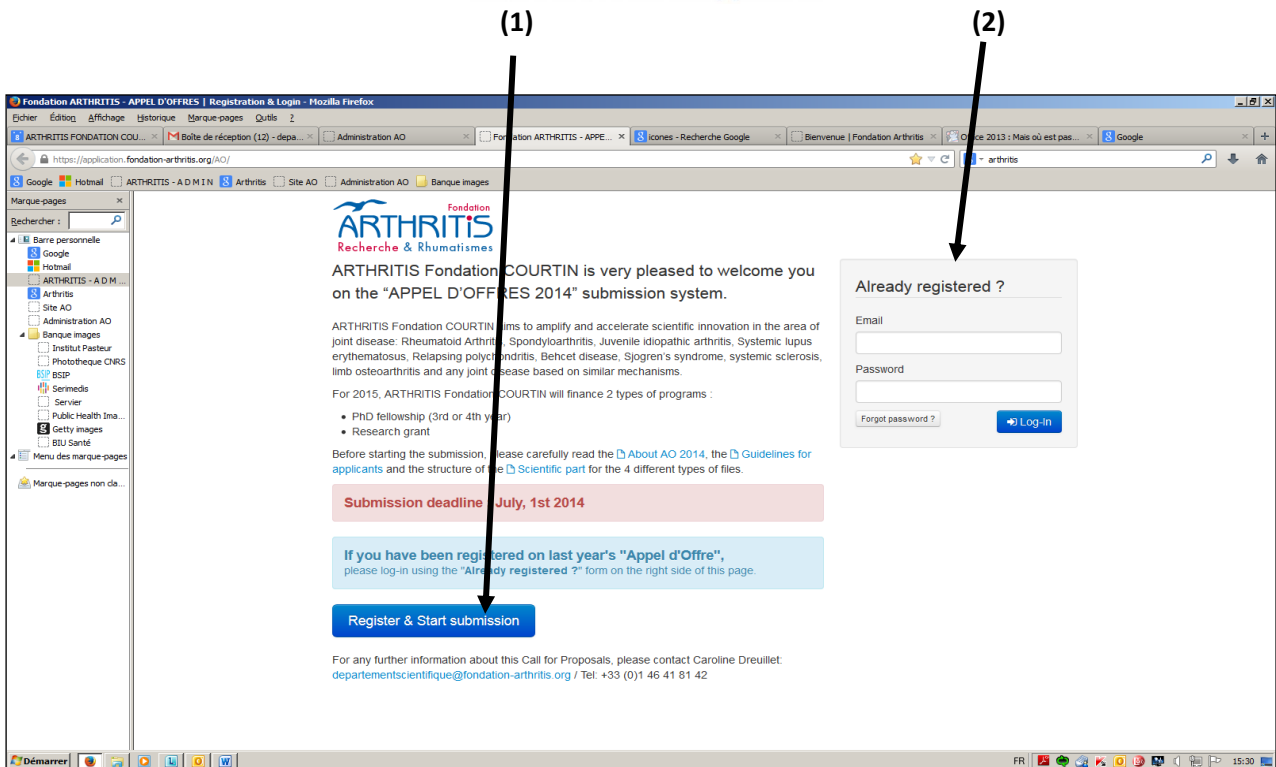 (1)
(2)
Fondation ARTHRITIS - APPEL D'OFFRES | Registration & Login - Mozilla Firefox
Fichier Édition Affichage Historique Marque-pages Outils ?
ARTHRITIS FONDATION COU... Boîte de réception (12) - depa... Administration AO Fondation ARTHRITIS - APPE... icones - Recherche Google Bienvenue | Fondation Arthritis Office 2013 : Mais où est pas... Google
https://application.fondation-arthritis.org/AO/
arthritis
Google Hotmail ARTHRITIS - A D M I N Arthritis Site AO Administration AO Banque images
Marque-pages
Rechercher :
Barre personnelle
Google
Hotmail
ARTHRITIS - A D M ...
Arthritis
Site AO
Administration AO
Banque images
Institut Pasteur
Phototheque CNRS
BSIP BSIP
Serimedis
Servier
Public Health Ima...
Getty images
BIU Santé
Menu des marque-pages
Marque-pages non cla...
Fondation
ARTHRITIS
Recherche & Rhumatismes
ARTHRITIS Fondation COURTIN is very pleased to welcome you
on the “APPEL D'OFFRES 2014” submission system.
ARTHRITIS Fondation COURTIN aims to amplify and accelerate scientific innovation in the area of
joint disease: Rheumatoid Arthritis, Spondyloarthritis, Juvenile idiopathic arthritis, Systemic lupus
erythematosus, Relapsing polychondritis, Behcet disease, Sjogren's syndrome, systemic sclerosis,
limb osteoarthritis and any joint disease based on similar mechanisms.
For 2015, ARTHRITIS Fondation COURTIN will finance 2 types of programs :
• PhD fellowship (3rd or 4th year)
• Research grant
Before starting the submission, please carefully read the About AO 2014, the Guidelines for
applicants and the structure of the Scientific part for the 4 different types of files.
Submission deadline : July, 1st 2014
If you have been registered on last year's "Appel d'Offre",
please log-in using the "Already registered ?" form on the right side of this page.
Register & Start submission
For any further information about this Call for Proposals, please contact Caroline Dreuillet:
departementscientifique@fondation-arthritis.org / Tel: +33 (0)1 46 41 81 42
Already registered ?
Email
Password
Forgot password ?
Log-In
Démarrer
FR
15:30